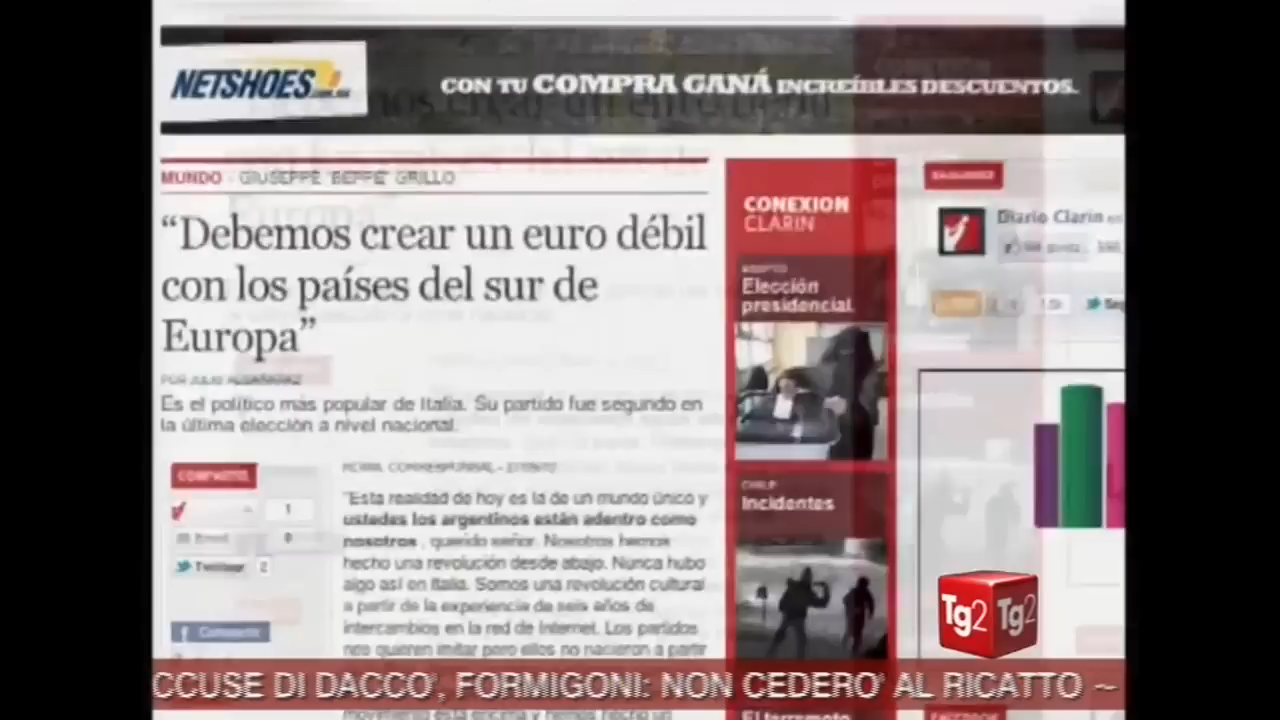 NETSHOES
CON TU COMPRA GANÁ INCREÍBLES DESCUENTOS.
MUNDO - GIUSEPPE "BEPPE" GRILLO
“Debemos crear un euro débil
con los países del sur de
Europa”
Es el político más popular de Italia. Su partido fue segundo en
la última elección a nivel nacional.
1
0
Twittear 2
"Esta realidad de hoy es la de un mundo único y
ustedes los argentinos están adentro como
nosotros , querido señor. Nosotros hemos
hecho una revolución desde abajo. Nunca hubo
algo así en Italia. Somos una revolución cultural
a partir de la experiencia de seis años de
intercambios en la red de Internet. Los partidos
nos quieren imitar pero ellos no nacieron a partir
CONEXION
CLARIN
Elección
presidencial.
CHILE
Incidentes
El terremoto
Diario Clarín en
Tg2 Tg2
CCUSE DI DACCO', FORMIGONI: NON CEDERO' AL RICATTO ~